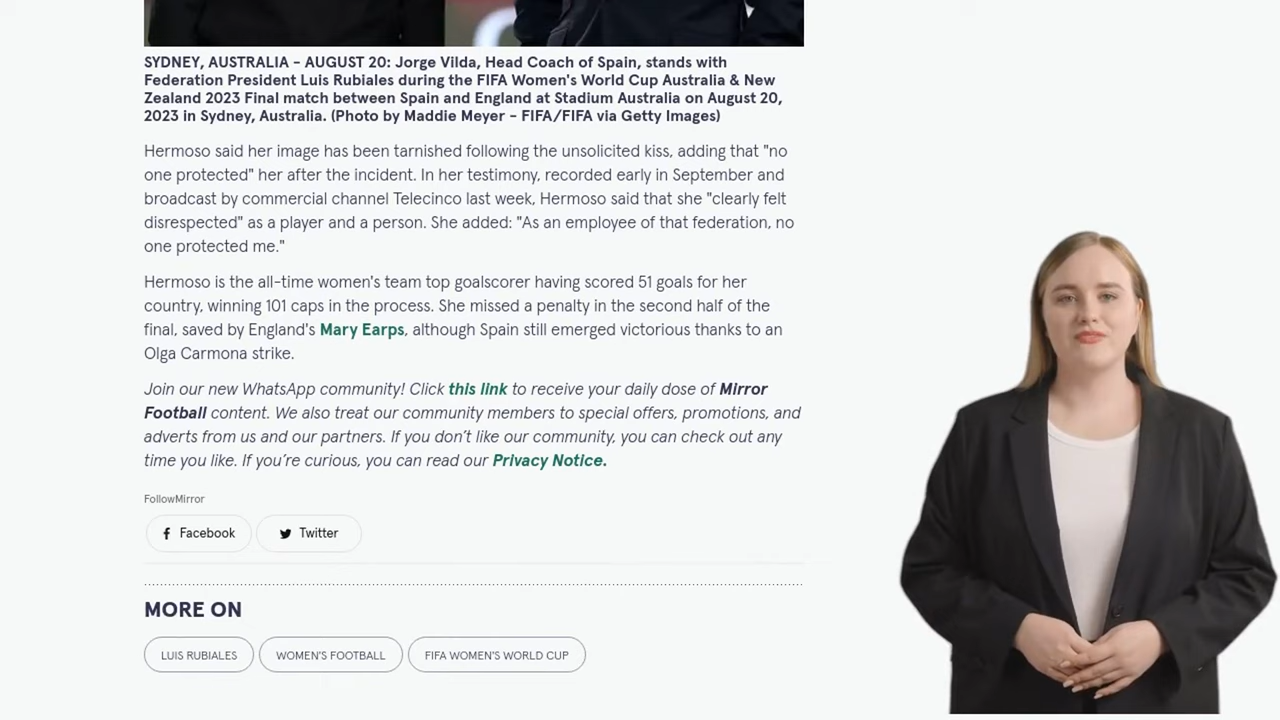 SYDNEY, AUSTRALIA - AUGUST 20: Jorge Vilda, Head Coach of Spain, stands with
Federation President Luis Rubiales during the FIFA Women's World Cup Australia & New
Zealand 2023 Final match between Spain and England at Stadium Australia on August 20,
2023 in Sydney, Australia. (Photo by Maddie Meyer - FIFA/FIFA via Getty Images)
Hermoso said her image has been tarnished following the unsolicited kiss, adding that "no
one protected" her after the incident. In her testimony, recorded early in September and
broadcast by commercial channel Telecinco last week, Hermoso said that she "clearly felt
disrespected" as a player and a person. She added: "As an employee of that federation, no
one protected me."
Hermoso is the all-time women's team top goalscorer having scored 51 goals for her
country, winning 101 caps in the process. She missed a penalty in the second half of the
final, saved by England's Mary Earps, although Spain still emerged victorious thanks to an
Olga Carmona strike.
Join our new WhatsApp community! Click this link to receive your daily dose of Mirror
Football content. We also treat our community members to special offers, promotions, and
adverts from us and our partners. If you don’t like our community, you can check out any
time you like. If you’re curious, you can read our Privacy Notice.
FollowMirror
Facebook Twitter
MORE ON
LUIS RUBIALES WOMEN'S FOOTBALL FIFA WOMEN'S WORLD CUP